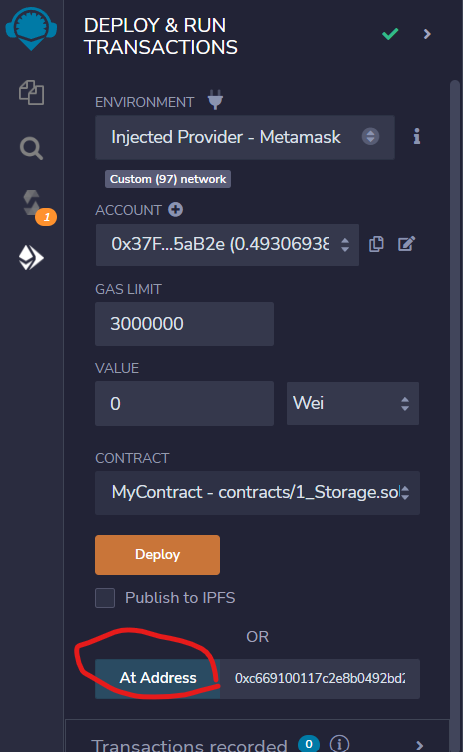 DEPLOY & RUN
TRANSACTIONS
ENVIRONMENT
Injected Provider - Metamask
Custom (97) network
ACCOUNT
0x37F...5aB2e (0.49306938
1
GAS LIMIT
3000000
VALUE
0 Wei
CONTRACT
MyContract - contracts/1_Storage.sol
Deploy
Publish to IPFS
OR
At Address 0xc669100117c2e8b0492bd2
Transactions recorded 0 i